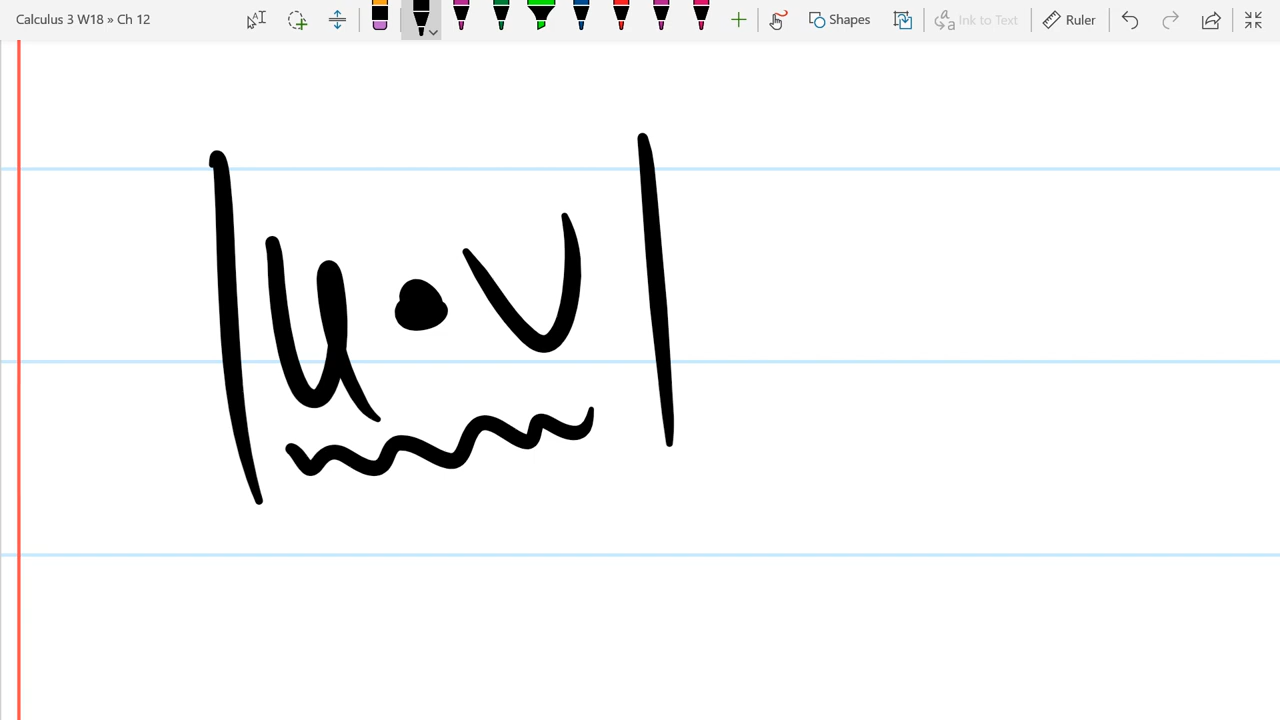 Calculus 3 W18 » Ch 12
Shapes
Ink to Text
Ruler
|u • v|